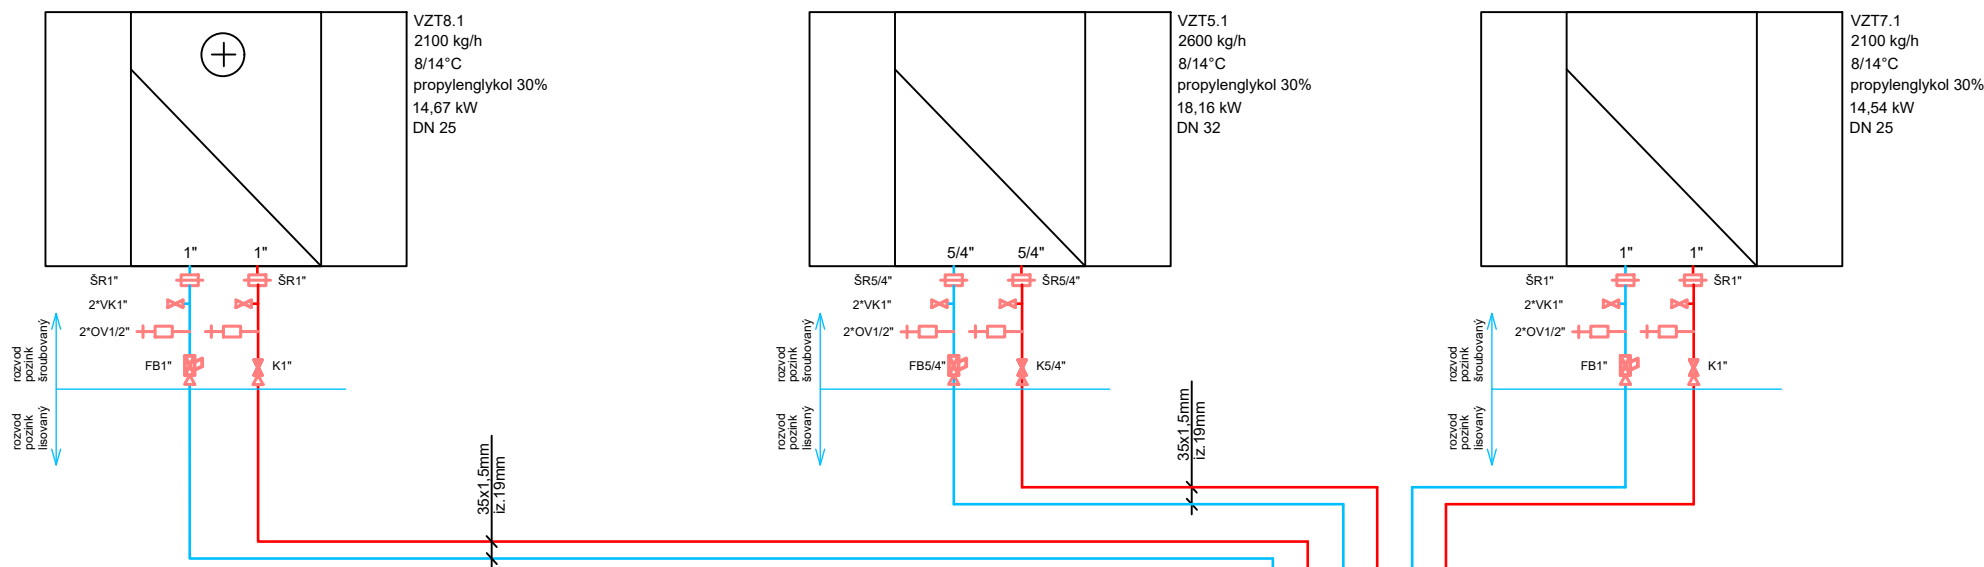 VZT8.1
2100 kg/h
8/14°C
propylenglykol 30%
14,67 kW
DN 25
1" 1"
ŠR1" ŠR1"
2*VK1"
2*OV1/2"
FB1" K1"
rozvod
pozink
šroubovaný
rozvod
pozink
lisovaný
35x1,5mm
iz.19mm
VZT5.1
2600 kg/h
8/14°C
propylenglykol 30%
18,16 kW
DN 32
5/4" 5/4"
ŠR5/4" ŠR5/4"
2*VK1"
2*OV1/2"
FB5/4" K5/4"
rozvod
pozink
šroubovaný
rozvod
pozink
lisovaný
35x1,5mm
iz.19mm
VZT7.1
2100 kg/h
8/14°C
propylenglykol 30%
14,54 kW
DN 25
1" 1"
ŠR1" ŠR1"
2*VK1"
2*OV1/2"
FB1" K1"
rozvod
pozink
šroubovaný
rozvod
pozink
lisovaný